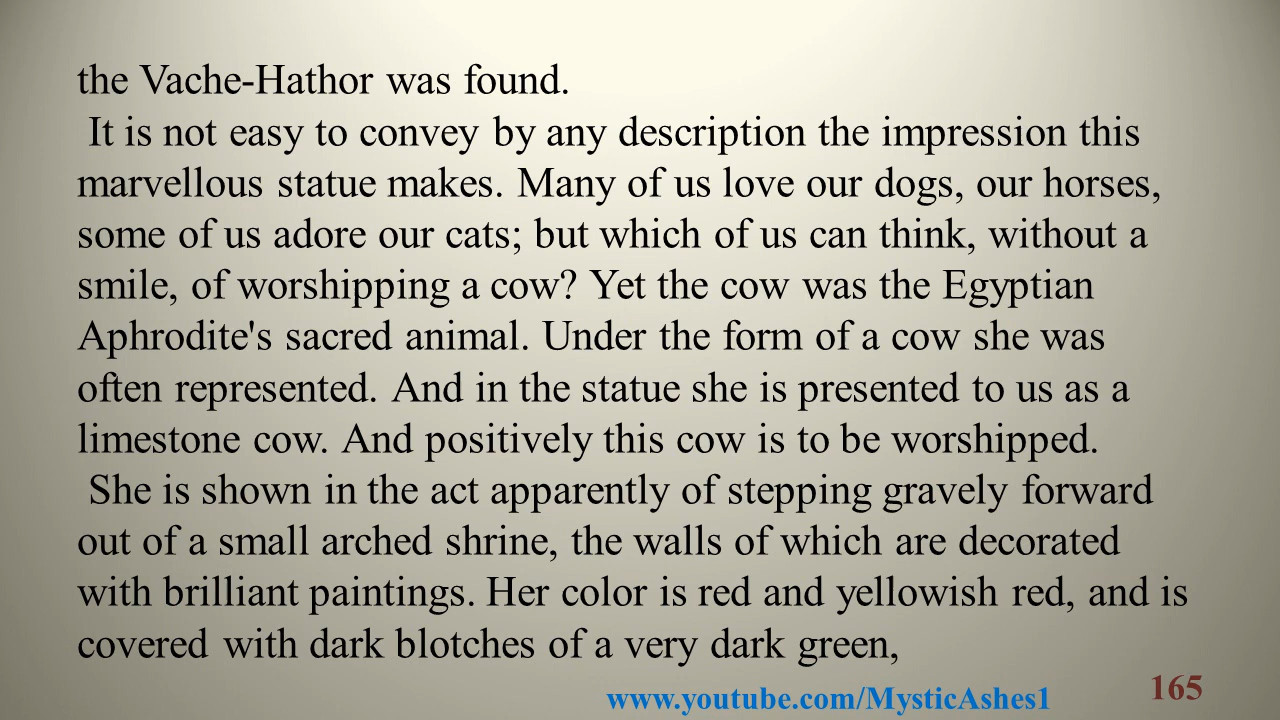 the Vache-Hathor was found.
It is not easy to convey by any description the impression this
marvellous statue makes. Many of us love our dogs, our horses,
some of us adore our cats; but which of us can think, without a
smile, of worshipping a cow? Yet the cow was the Egyptian
Aphrodite's sacred animal. Under the form of a cow she was
often represented. And in the statue she is presented to us as a
limestone cow. And positively this cow is to be worshipped.
She is shown in the act apparently of stepping gravely forward
out of a small arched shrine, the walls of which are decorated
with brilliant paintings. Her color is red and yellowish red, and is
covered with dark blotches of a very dark green,
www.youtube.com/MysticAshes1
165